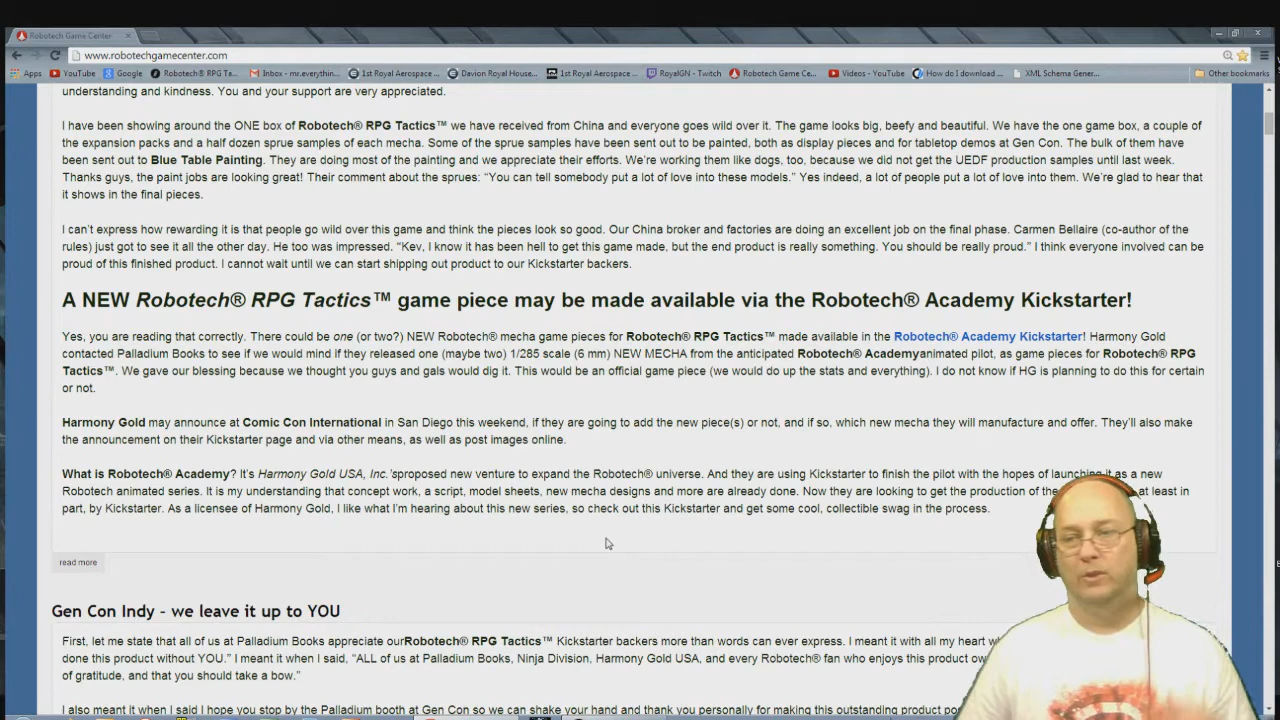 Robotech Game Center
www.robotechgamecenter.com
Apps YouTube Google Robotech® RPG Ta... Inbox - mr.everythin... 1st Royal Aerospace ... Davion Royal House... 1st Royal Aerospace ... RoyalGN - Twitch Robotech Game Ce... Videos - YouTube How do I download ... XML Schema Gener... Other bookmarks
understanding and kindness. You and your support are very appreciated.
I have been showing around the ONE box of Robotech® RPG Tactics™ we have received from China and everyone goes wild over it. The game looks big, beefy and beautiful. We have the one game box, a couple of
the expansion packs and a half dozen sprue samples of each mecha. Some of the sprue samples have been sent out to be painted, both as display pieces and for tabletop demos at Gen Con. The bulk of them have
been sent out to Blue Table Painting. They are doing most of the painting and we appreciate their efforts. We're working them like dogs, too, because we did not get the UEDF production samples until last week.
Thanks guys, the paint jobs are looking great! Their comment about the sprues: “You can tell somebody put a lot of love into these models.” Yes indeed, a lot of people put a lot of love into them. We're glad to hear that
it shows in the final pieces.
I can't express how rewarding it is that people go wild over this game and think the pieces look so good. Our China broker and factories are doing an excellent job on the final phase. Carmen Bellaire (co-author of the
rules) just got to see it all the other day. He too was impressed. “Kev, I know it has been hell to get this game made, but the end product is really something. You should be really proud.” I think everyone involved can be
proud of this finished product. I cannot wait until we can start shipping out product to our Kickstarter backers.
A NEW Robotech® RPG Tactics™ game piece may be made available via the Robotech® Academy Kickstarter!
Yes, you are reading that correctly. There could be one (or two?) NEW Robotech® mecha game pieces for Robotech® RPG Tactics™ made available in the Robotech® Academy Kickstarter! Harmony Gold
contacted Palladium Books to see if we would mind if they released one (maybe two) 1/285 scale (6 mm) NEW MECHA from the anticipated Robotech® Academyanimated pilot, as game pieces for Robotech® RPG
Tactics™. We gave our blessing because we thought you guys and gals would dig it. This would be an official game piece (we would do up the stats and everything). I do not know if HG is planning to do this for certain
or not.
Harmony Gold may announce at Comic Con International in San Diego this weekend, if they are going to add the new piece(s) or not, and if so, which new mecha they will manufacture and offer. They'll also make
the announcement on their Kickstarter page and via other means, as well as post images online.
What is Robotech® Academy? It's Harmony Gold USA, Inc.'sproposed new venture to expand the Robotech® universe. And they are using Kickstarter to finish the pilot with the hopes of launching it as a new
Robotech animated series. It is my understanding that concept work, a script, model sheets, new mecha designs and more are already done. Now they are looking to get the production of the at least in
part, by Kickstarter. As a licensee of Harmony Gold, I like what I'm hearing about this new series, so check out this Kickstarter and get some cool, collectible swag in the process.
read more
Gen Con Indy – we leave it up to YOU
First, let me state that all of us at Palladium Books appreciate ourRobotech® RPG Tactics™ Kickstarter backers more than words can ever express. I meant it with all my heart
done this product without YOU.” I meant it when I said, “ALL of us at Palladium Books, Ninja Division, Harmony Gold USA, and every Robotech® fan who enjoys this product
of gratitude, and that you should take a bow.”
I also meant it when I said I hope you stop by the Palladium booth at Gen Con so we can shake your hand and thank you personally for making this outstanding product